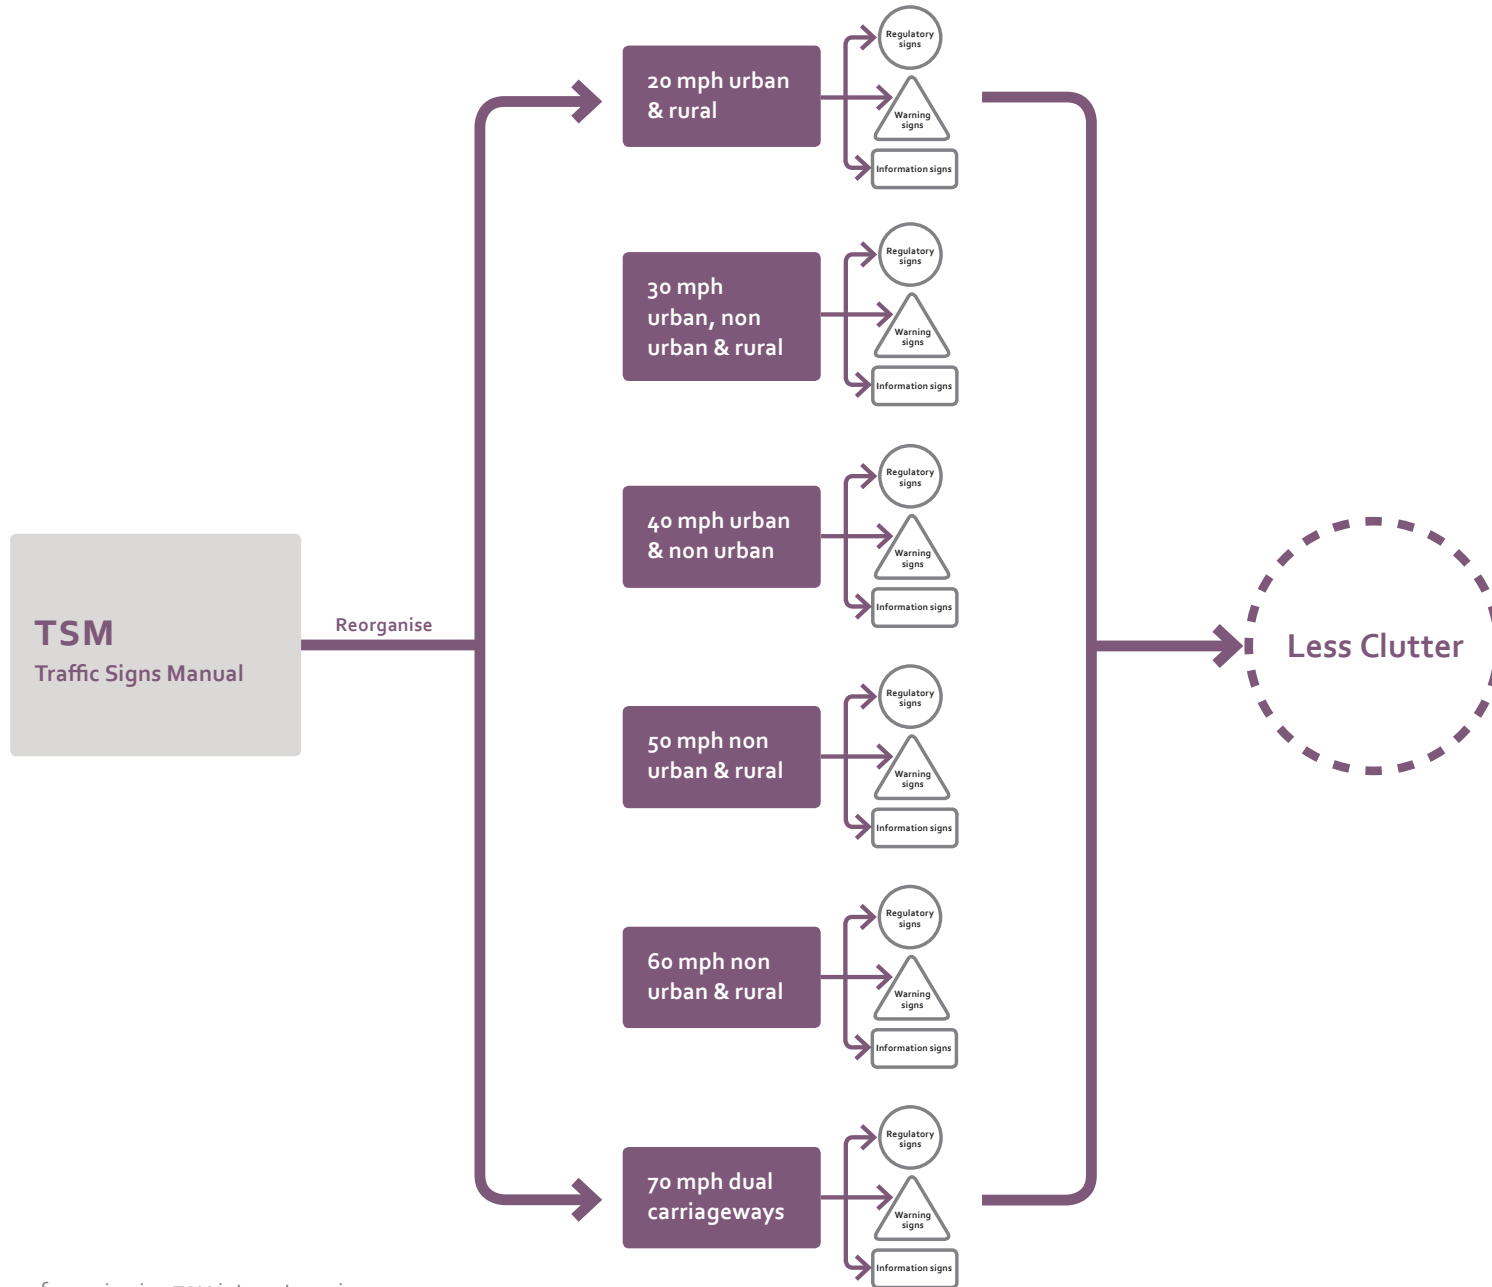 TSM
Traffic Signs Manual
Reorganise
20 mph urban
& rural
Regulatory
signs
Warning
signs
Information signs
30 mph
urban, non
urban & rural
Regulatory
signs
Warning
signs
Information signs
40 mph urban
& non urban
Regulatory
signs
Warning
signs
Information signs
50 mph non
urban & rural
Regulatory
signs
Warning
signs
Information signs
60 mph non
urban & rural
Regulatory
signs
Warning
signs
Information signs
70 mph dual
carriageways
Regulatory
signs
Warning
signs
Information signs
Less Clutter